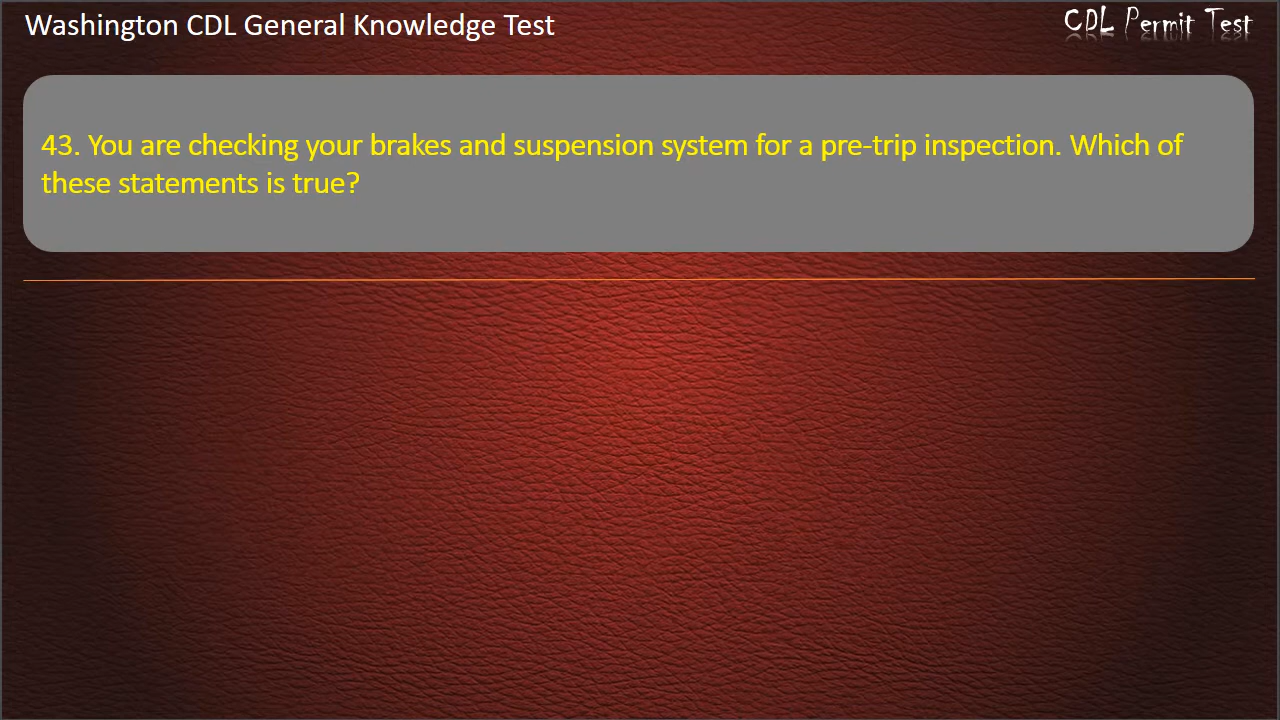 Washington CDL General Knowledge Test
CDL Permit Test
43. You are checking your brakes and suspension system for a pre-trip inspection. Which of
these statements is true?